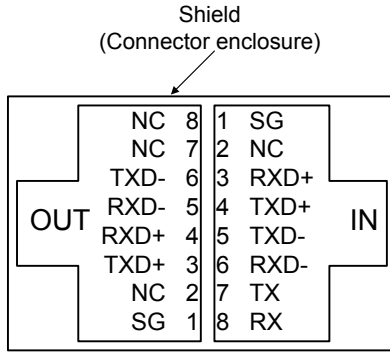 Shield
(Connector enclosure)
NC 8 1 SG
NC 7 2 NC
TXD- 6 3 RXD+
RXD- 5 4 TXD+
OUT
IN
RXD+ 4 5 TXD-
TXD+ 3 6 RXD-
NC 2 7 TX
SG 1 8 RX